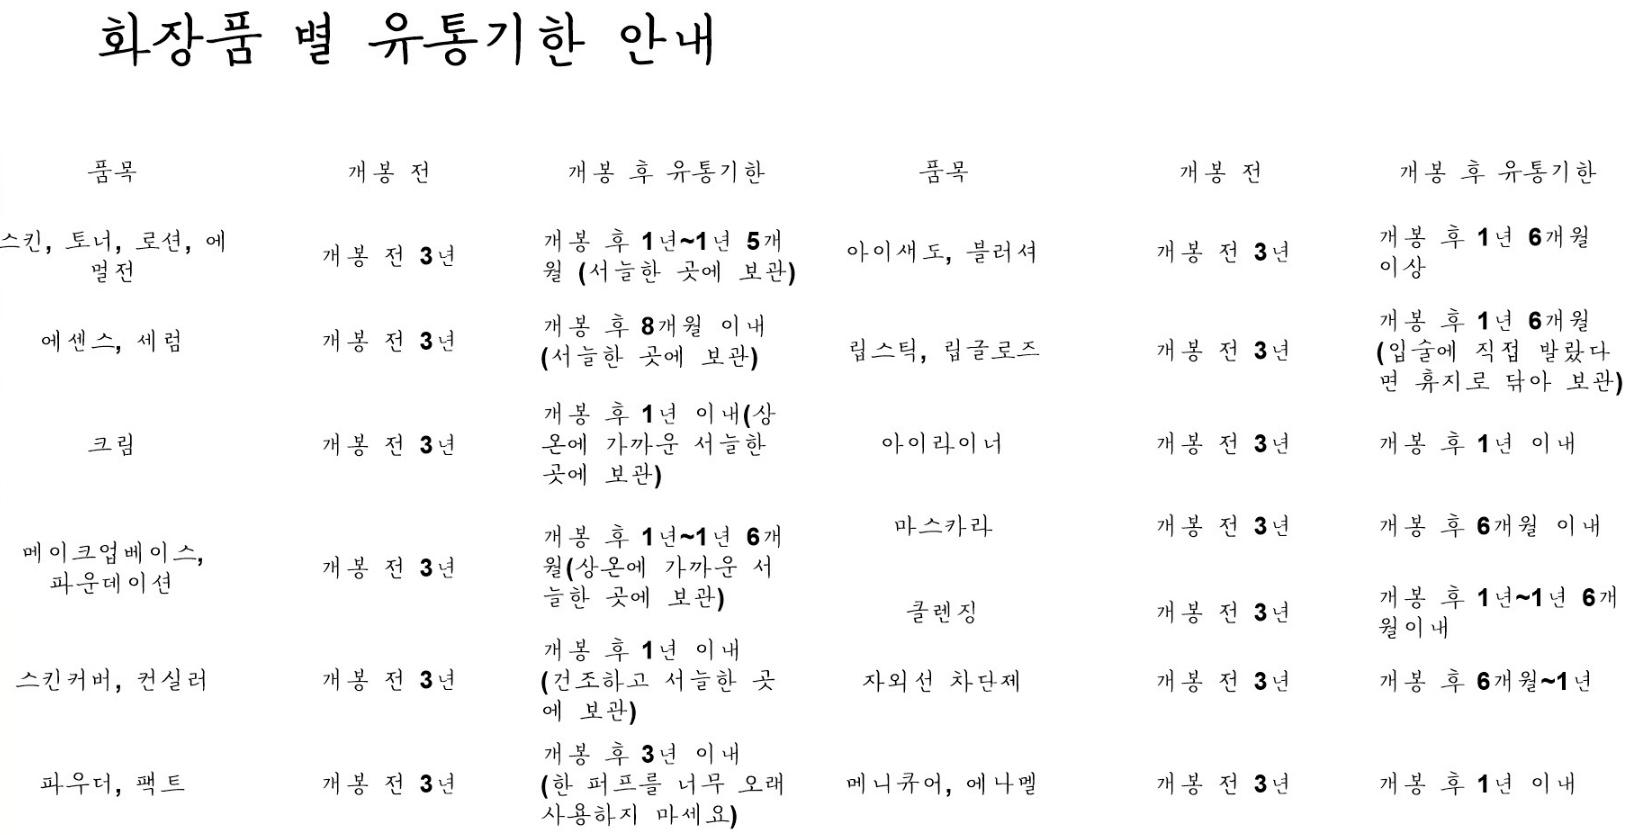 화장품 별 유통기한 안내
품목 개봉 전 개봉 후 유통기한
스킨, 토너, 로션, 에
멀전
개봉 전 3년
개봉 후 1년~1년 5개
월 (서늘한 곳에 보관)
에센스, 세럼
개봉 전 3년
개봉 후 8개월 이내
(서늘한 곳에 보관)
크림
개봉 전 3년
개봉 후 1년 이내(상
온에 가까운 서늘한
곳에 보관)
메이크업베이스,
파운데이션
개봉 전 3년
개봉 후 1년~1년 6개
월(상온에 가까운 서
늘한 곳에 보관)
스킨커버, 컨실러
개봉 전 3년
개봉 후 1년 이내
(건조하고 서늘한 곳
에 보관)
파우더, 팩트
개봉 전 3년
개봉 후 3년 이내
(한 퍼프를 너무 오래
사용하지 마세요)
품목 개봉 전 개봉 후 유통기한
아이섀도, 블러셔
개봉 전 3년
개봉 후 1년 6개월
이상
립스틱, 립글로즈
개봉 전 3년
개봉 후 1년 6개월
(입술에 직접 발랐다
면 휴지로 닦아 보관)
아이라이너
개봉 전 3년
개봉 후 1년 이내
마스카라
개봉 전 3년
개봉 후 6개월 이내
클렌징
개봉 전 3년
개봉 후 1년~1년 6개
월이내
자외선 차단제
개봉 전 3년
개봉 후 6개월~1년
메니큐어, 에나멜
개봉 전 3년
개봉 후 1년 이내